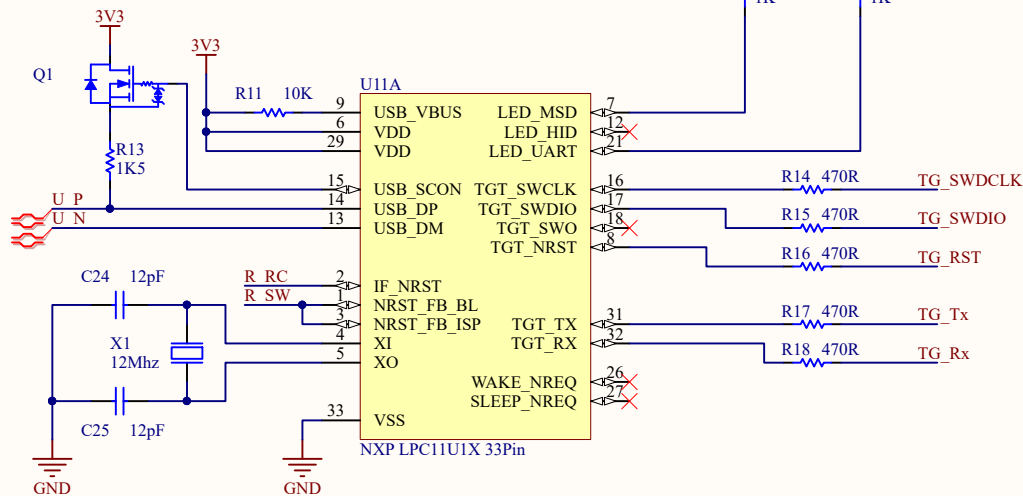 1K 1K
3V3
3V3
Q1
U11A
R11 10K
R13
1K5
9 USB_VBUS LED_MSD 7
6 VDD LED_HID 12
29 VDD LED_UART 21
15 USB_SCON TGT_SWCLK 16 R14 470R TG_SWDCLK
U_P 14 USB_DP TGT_SWDIO 17
U_N 13 USB_DM TGT_SWO 18 R15 470R TG_SWDIO
TGT_NRST 8
R16 470R TG_RST
C24 12pF
R_RC 2 IF_NRST
R_SW 1 NRST_FB_BL
3 NRST_FB_ISP TGT_TX 31 R17 470R TG_Tx
X1
12Mhz
4 XI TGT_RX 32
5 XO R18 470R TG_Rx
WAKE_NREQ 26
SLEEP_NREQ 27
33 VSS
C25 12pF
NXP LPC11U1X 33Pin
GND GND